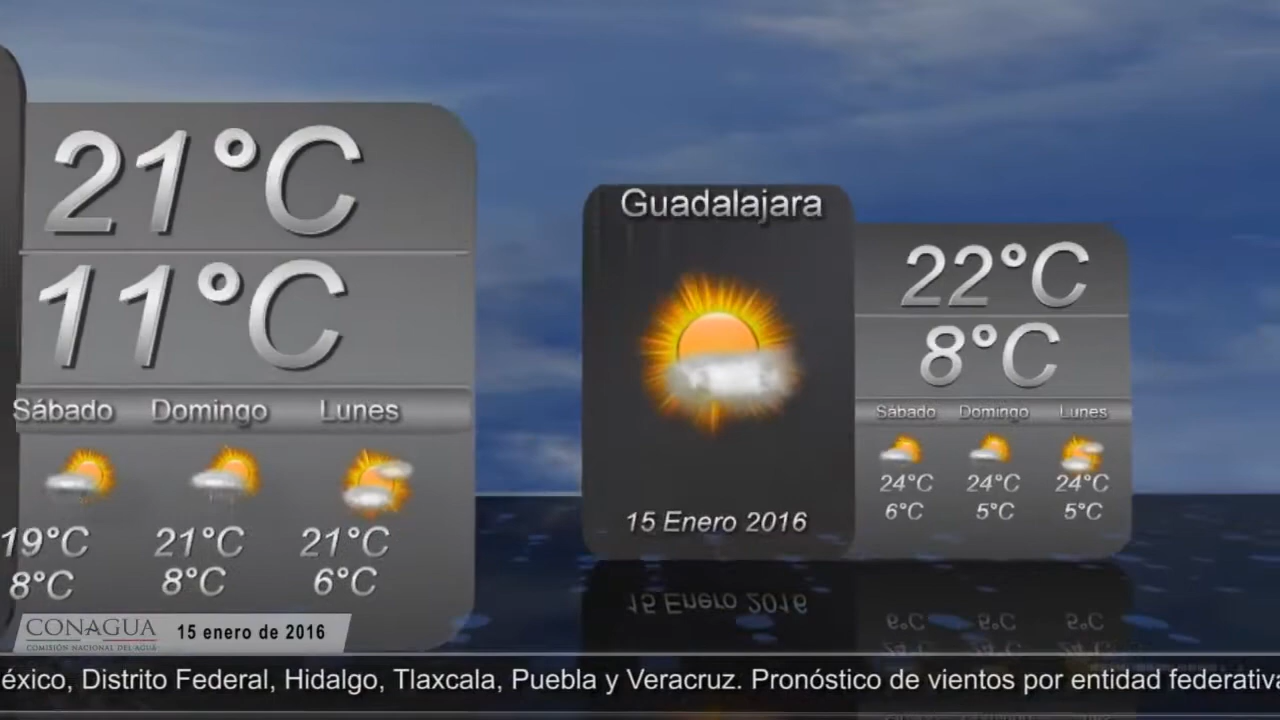 21°C
11°C
Sábado Domingo Lunes
19°C 21°C 21°C
8°C 8°C 6°C
Guadalajara
15 Enero 2016
22°C
8°C
Sábado Domingo Lunes
24°C 24°C 24°C
6°C 5°C 5°C
CONAGUA
COMISIÓN NACIONAL DEL AGUA
15 enero de 2016
éxico, Distrito Federal, Hidalgo, Tlaxcala, Puebla y Veracruz. Pronóstico de vientos por entidad federativa